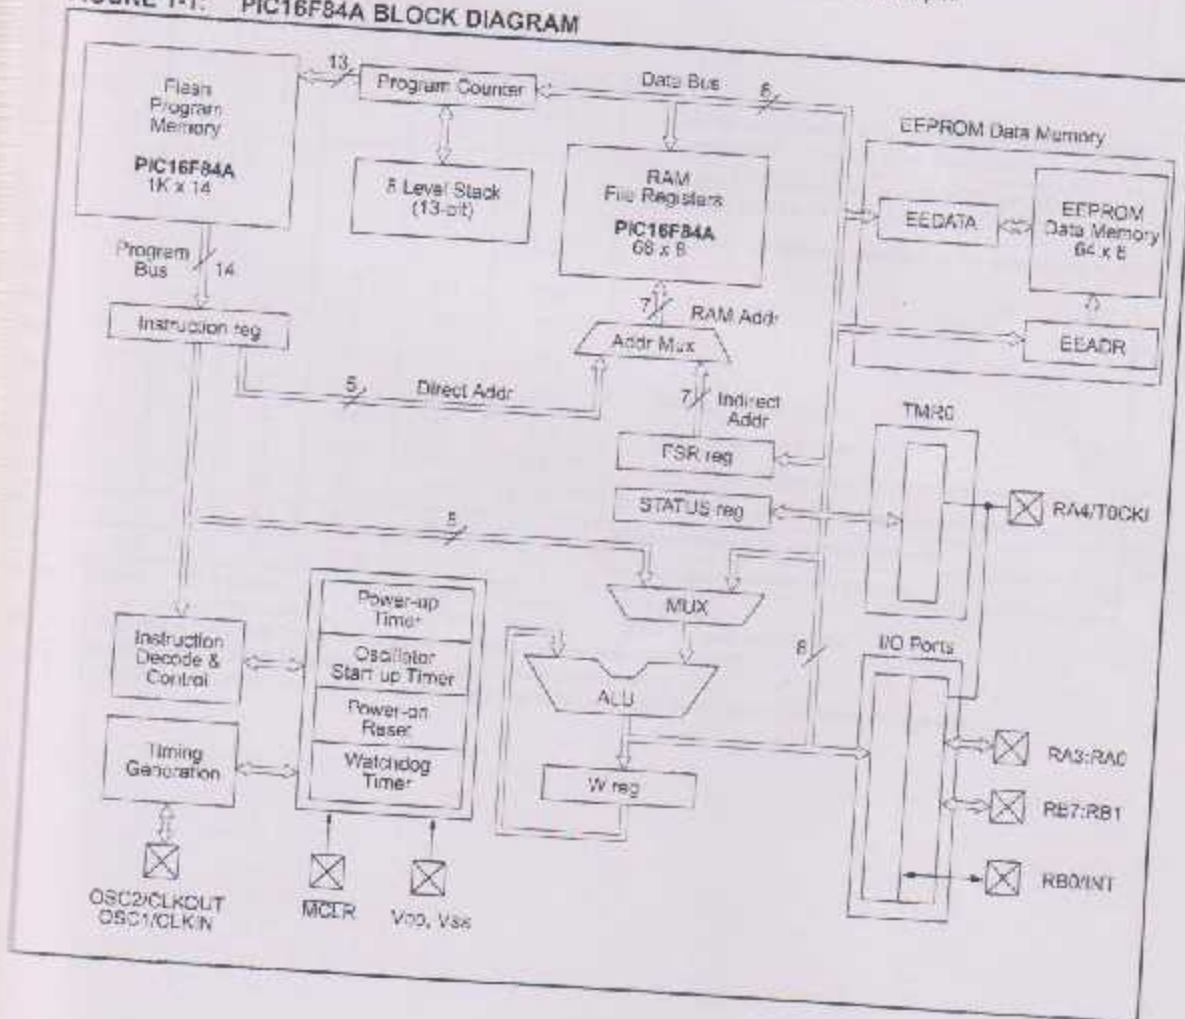 PIC16F84A BLOCK DIAGRAM
Flash
Program
Memory
PIC16F84A
1K x 14
13
Program Counter
8 Level Stack
(13-bit)
Data Bus
8
RAM
File Registers
PIC16F84A
68 x 8
EEPROM Data Memory
EEDATA
EEPROM
Data Memory
64 x 8
EEADR
Program
Bus
14
Instruction reg
7
RAM Addr
Addr Mux
5
Direct Addr
7
Indirect
Addr
FSR reg
STATUS reg
TMR0
RA4/T0CKI
8
MUX
Power-up
Timer
Oscillator
Start up Timer
Power-on
Reset
Watchdog
Timer
Instruction
Decode &
Control
Timing
Generation
ALU
8
W reg
I/O Ports
RA3:RA0
RB7:RB1
RB0/INT
OSC2/CLKOUT
OSC1/CLKIN
MCLR
VDD, VSS